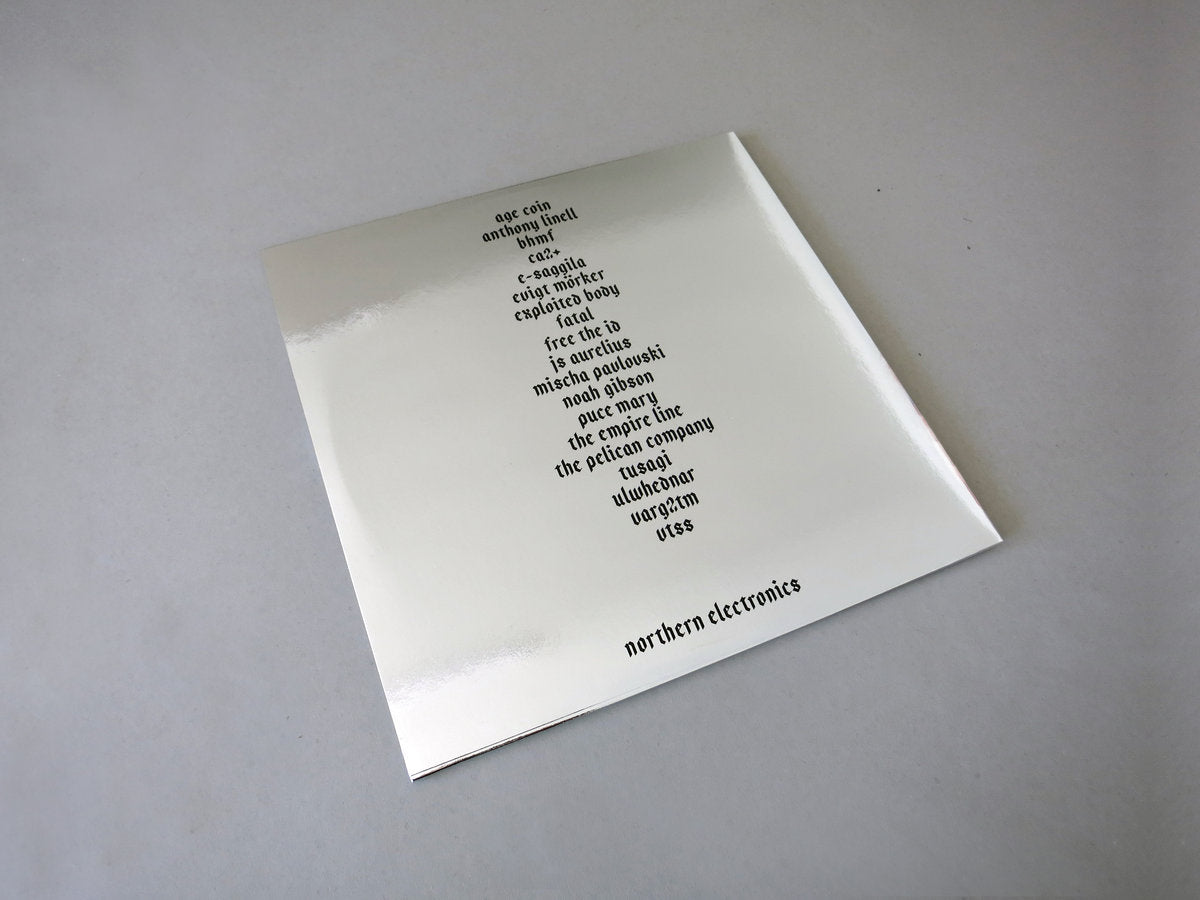 age coin
anthony linell
bhmf
ca2+
e-saggila
evigt mörker
exploited body
fatal
free the id
js aurelius
mischa pavlovski
noah gibson
puce mary
the empire line
the pelican company
tusagi
ulwhednar
varg2tm
vtss
northern electronics